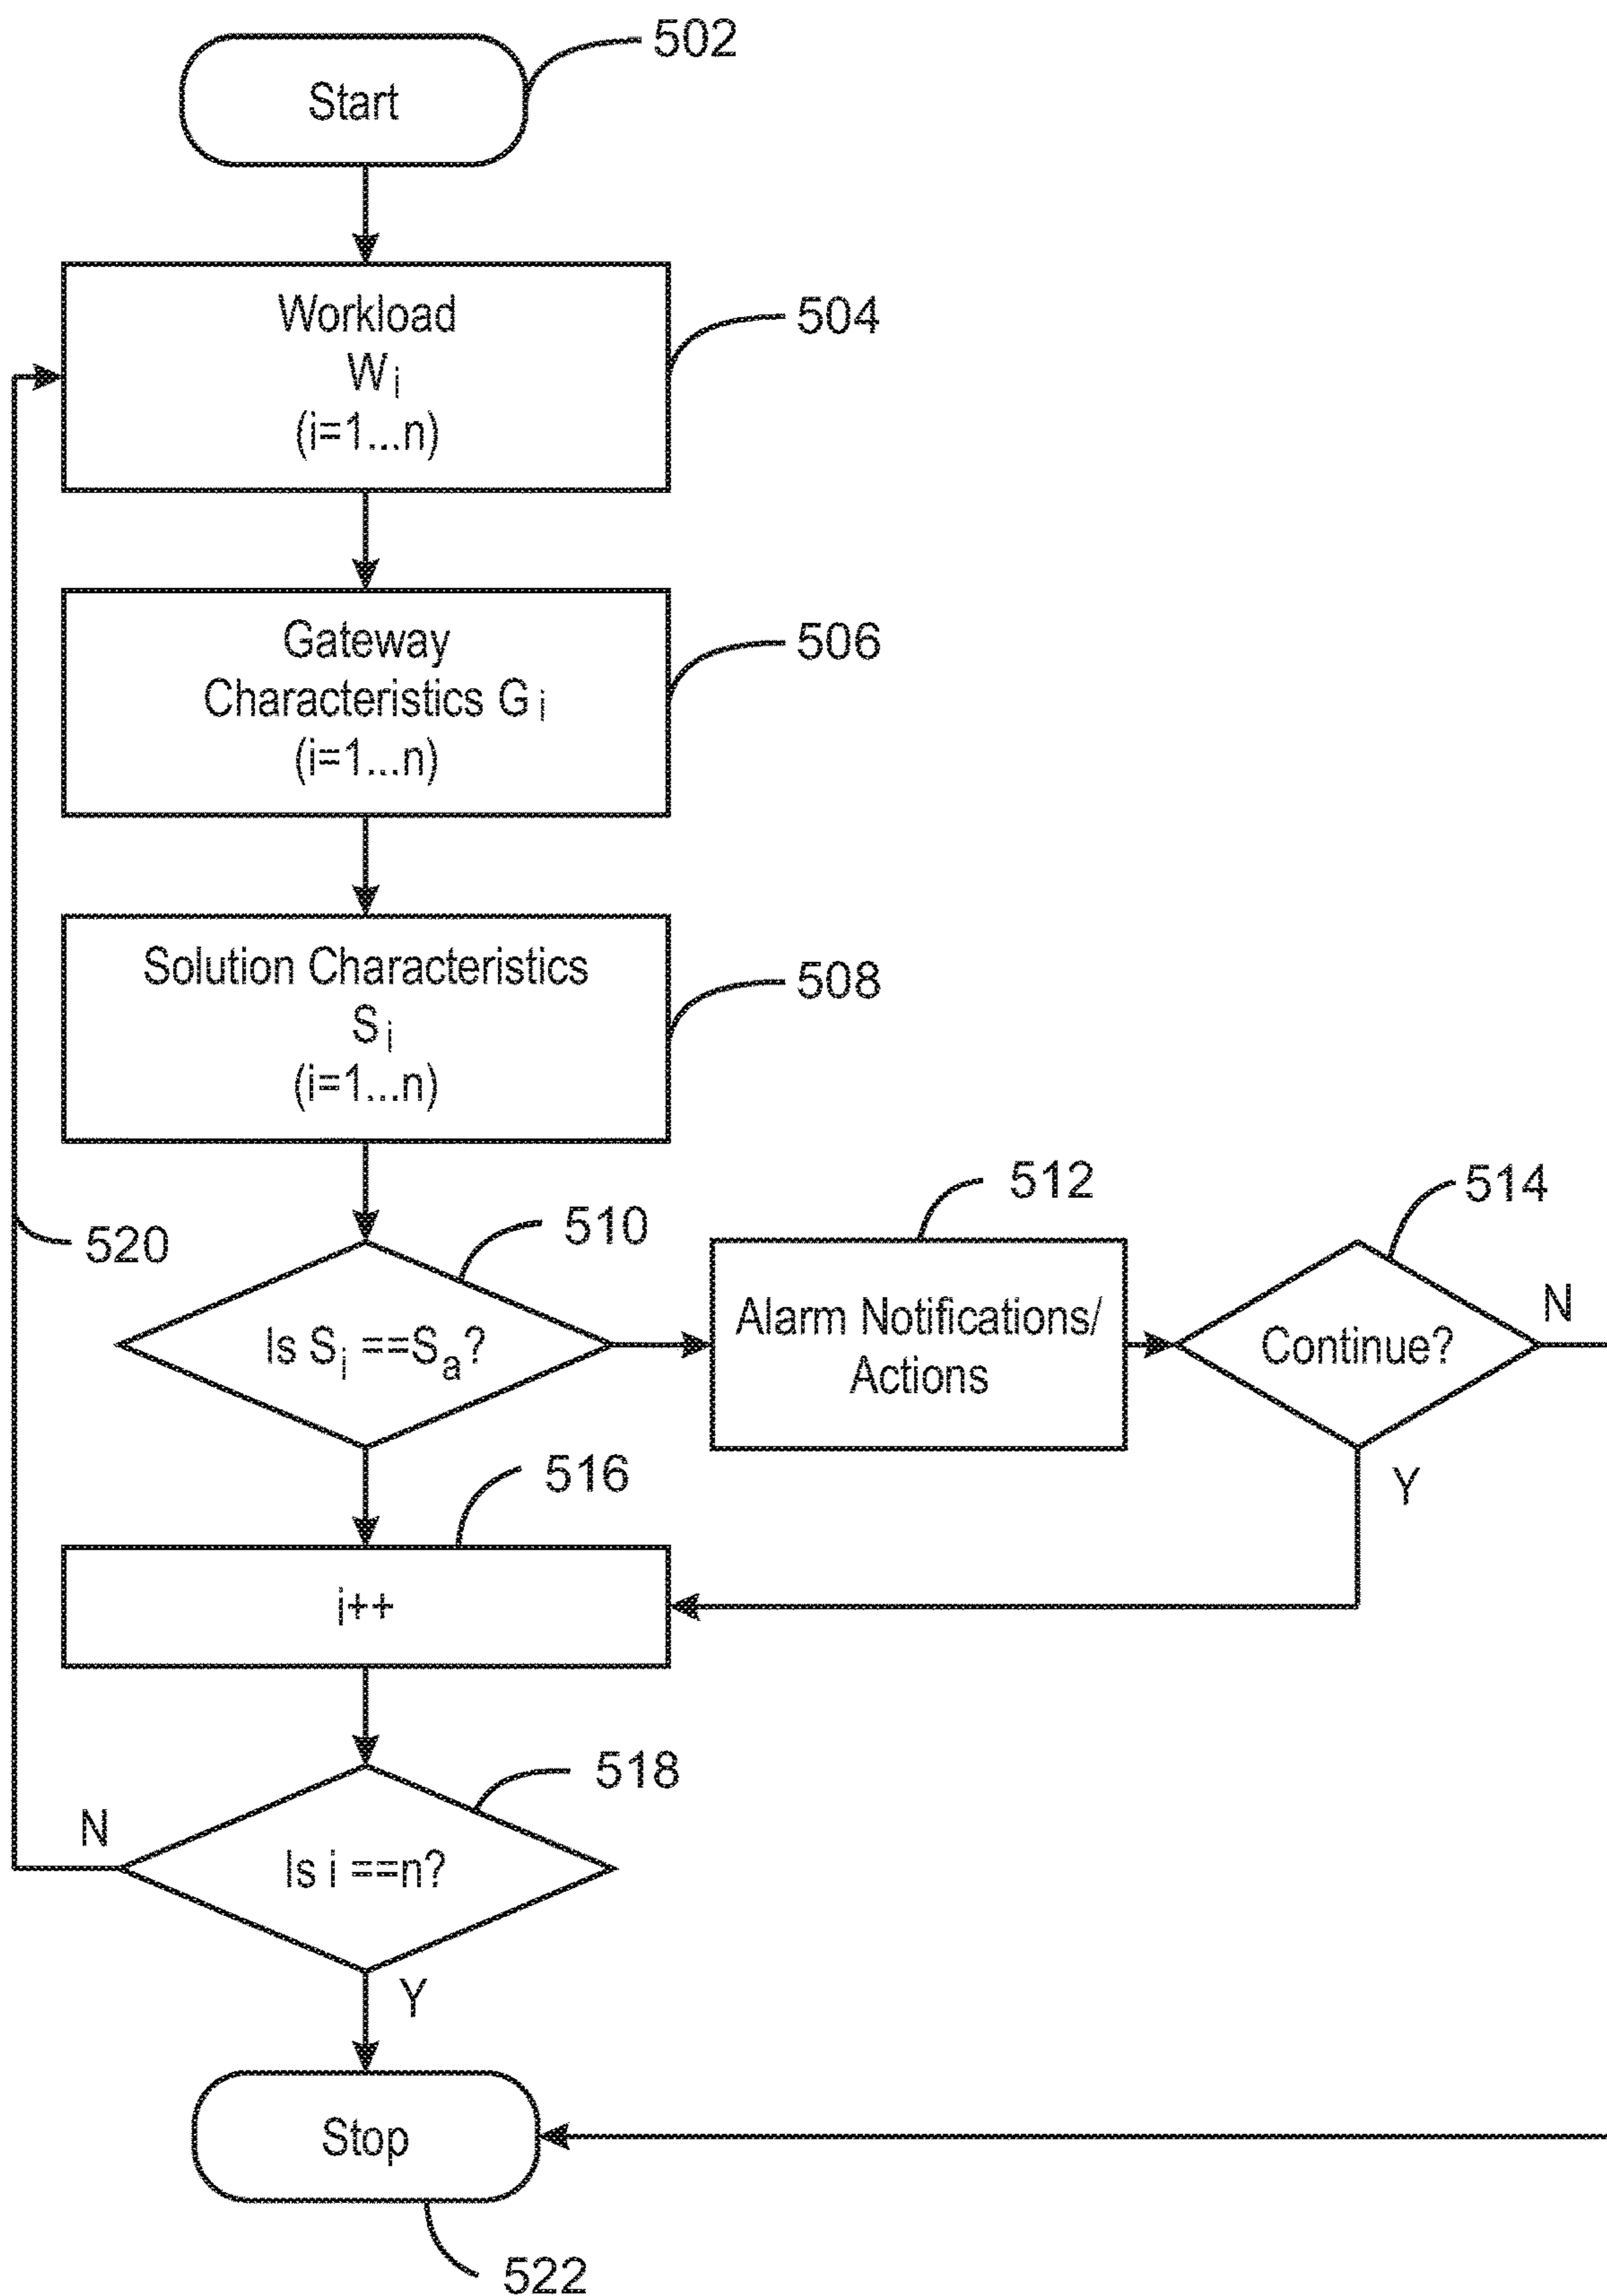 502
Start
Workload
W i
(i=1...n)
504
Gateway
Characteristics G i
(i=1...n)
506
Solution Characteristics
S i
(i=1...n)
508
520
510
Is S i ==S a ?
512
Alarm Notifications/
Actions
514
Continue?
N
Y
516
i++
518
Is i ==n?
N
Y
Stop
522